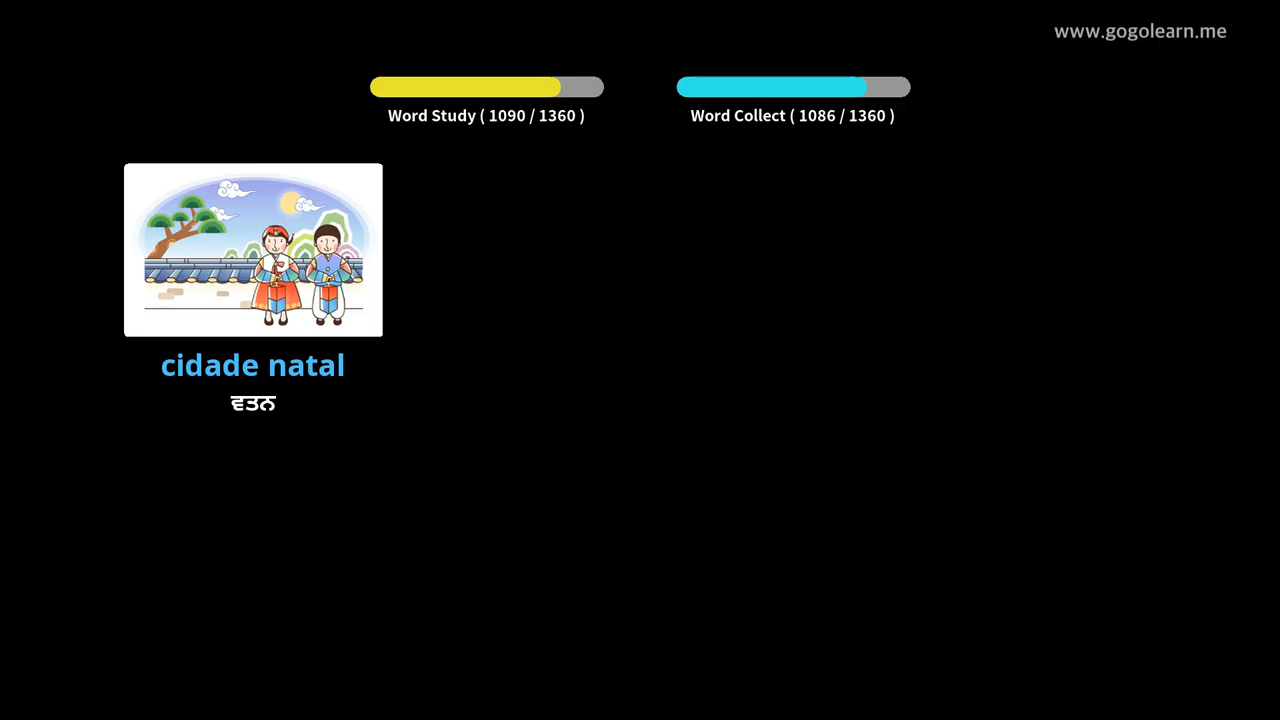 www.gogolearn.me
Word Study ( 1090 / 1360 )
Word Collect ( 1086 / 1360 )
cidade natal
ਵਤਨ